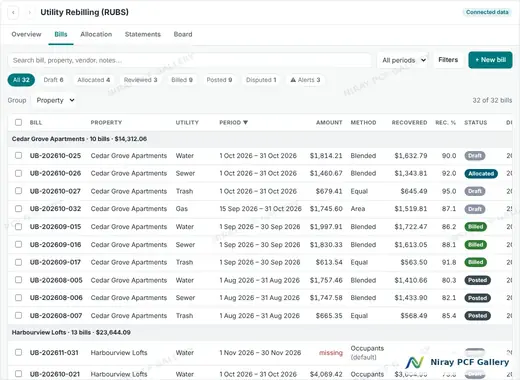 Utility Rebilling (RUBS)
Connected data
Overview Bills Allocation Statements Board
Search bill, property, vendor, notes... All periods Filters + New bill
All 32 Draft 6 Allocated 4 Reviewed 3 Billed 9 Posted 9 Disputed 1 Alerts 3
Group Property 32 of 32 bills
BILL PROPERTY UTILITY PERIOD ▼ AMOUNT METHOD RECOVERED REC. % STATUS
Cedar Grove Apartments · 10 bills · $14,312.06
UB-202610-025 Cedar Grove Apartments Water 1 Oct 2026 – 31 Oct 2026 $1,814.21 Blended $1,632.79 90.0 Draft
UB-202610-026 Cedar Grove Apartments Sewer 1 Oct 2026 – 31 Oct 2026 $1,460.67 Blended $1,343.81 92.0 Allocated
UB-202610-027 Cedar Grove Apartments Trash 1 Oct 2026 – 31 Oct 2026 $679.41 Equal $645.49 95.0 Draft
UB-202610-032 Cedar Grove Apartments Gas 15 Sep 2026 – 31 Oct 2026 $1,745.60 Area $1,519.81 87.1 Draft
UB-202609-015 Cedar Grove Apartments Water 1 Sep 2026 – 30 Sep 2026 $1,997.91 Blended $1,722.47 86.2 Billed
UB-202609-016 Cedar Grove Apartments Sewer 1 Sep 2026 – 30 Sep 2026 $1,830.33 Blended $1,613.05 88.1 Billed
UB-202609-017 Cedar Grove Apartments Trash 1 Sep 2026 – 30 Sep 2026 $613.54 Equal $563.50 91.8 Billed
UB-202608-005 Cedar Grove Apartments Water 1 Aug 2026 – 31 Aug 2026 $1,757.46 Blended $1,410.66 80.3 Posted
UB-202608-006 Cedar Grove Apartments Sewer 1 Aug 2026 – 31 Aug 2026 $1,747.58 Blended $1,433.90 82.1 Posted
UB-202608-007 Cedar Grove Apartments Trash 1 Aug 2026 – 31 Aug 2026 $665.35 Equal $568.49 85.4 Posted
Harbourview Lofts · 13 bills · $23,644.09
UB-202611-031 Harbourview Lofts Water 1 Nov 2026 – 30 Nov 2026 missing Occupants (default)
UB-202610-021 Harbourview Lofts Water 1 Oct 2026 – 31 Oct 2026 $4,069.42 Occupants
Niray PCF Gallery